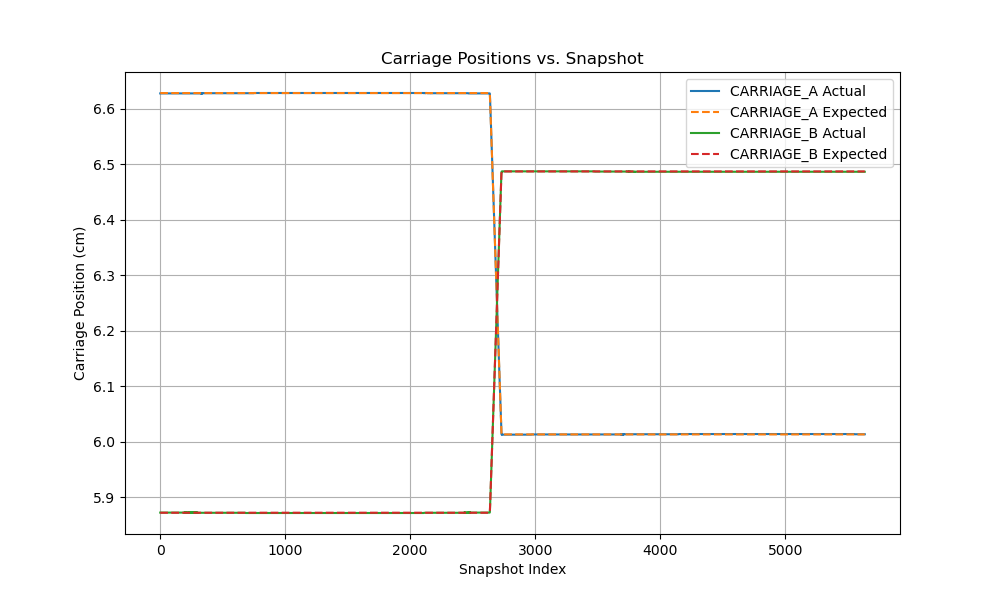 Carriage Positions vs. Snapshot
CARRIAGE_A Actual
CARRIAGE_A Expected
CARRIAGE_B Actual
CARRIAGE_B Expected
Carriage Position (cm)
6.6
6.5
6.4
6.3
6.2
6.1
6.0
5.9
0 1000 2000 3000 4000 5000
Snapshot Index